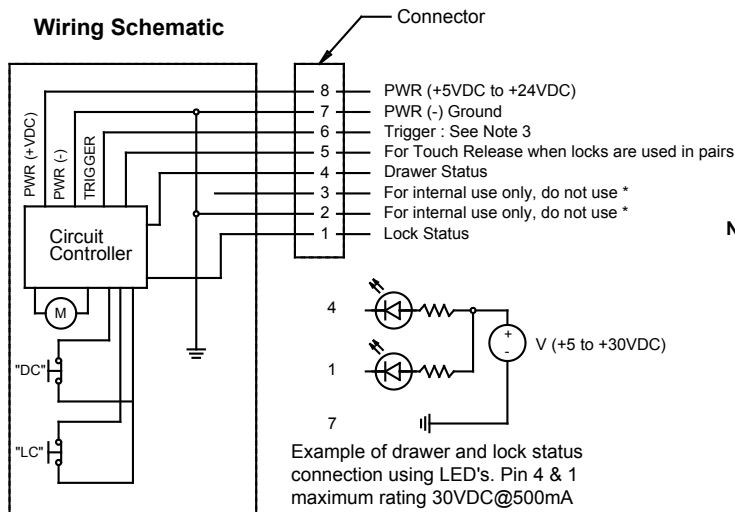 Connector
Wiring Schematic
8 PWR (+5VDC to +24VDC)
7 PWR (-) Ground
6 Trigger : See Note 3
5 For Touch Release when locks are used in pairs
4 Drawer Status
3 For internal use only, do not use *
2 For internal use only, do not use *
1 Lock Status
PWR (+VDC)
PWR (-)
TRIGGER
N
Circuit
Controller
M
"DC"
"LC"
4
1
7
+
-
V (+5 to +30VDC)
Example of drawer and lock status
connection using LED's. Pin 4 & 1
maximum rating 30VDC@500mA